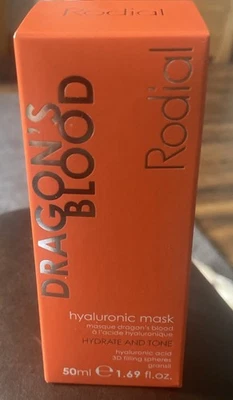 Rodial
DRAGON'S
BLOOD
Rodial
hyaluronic mask
masque dragon's blood
à l'acide hyaluronique
HYDRATE AND TONE
hyaluronic acid
3D filling spheres
50ml e 1.69 fl.oz.